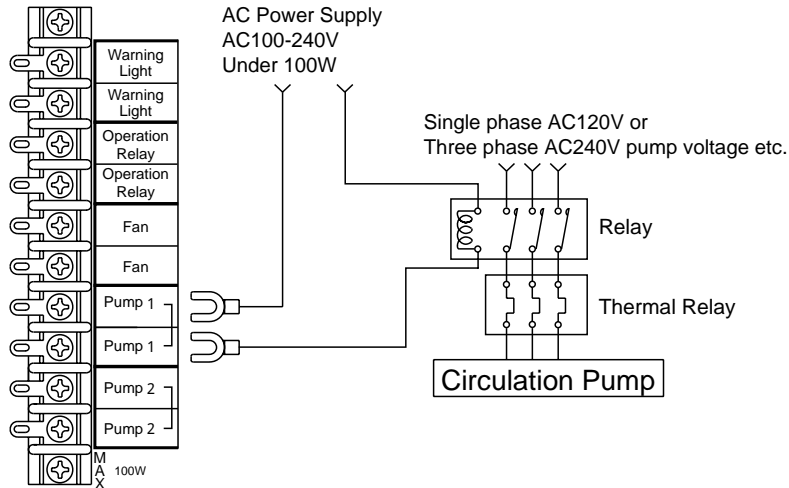 AC Power Supply
AC100-240V
Under 100W
Single phase AC120V or
Three phase AC240V pump voltage etc.
Warning
Light
Warning
Light
Operation
Relay
Operation
Relay
Fan
Fan
Pump 1
Pump 1
Pump 2
Pump 2
MAX 100W
Relay
Thermal Relay
Circulation Pump